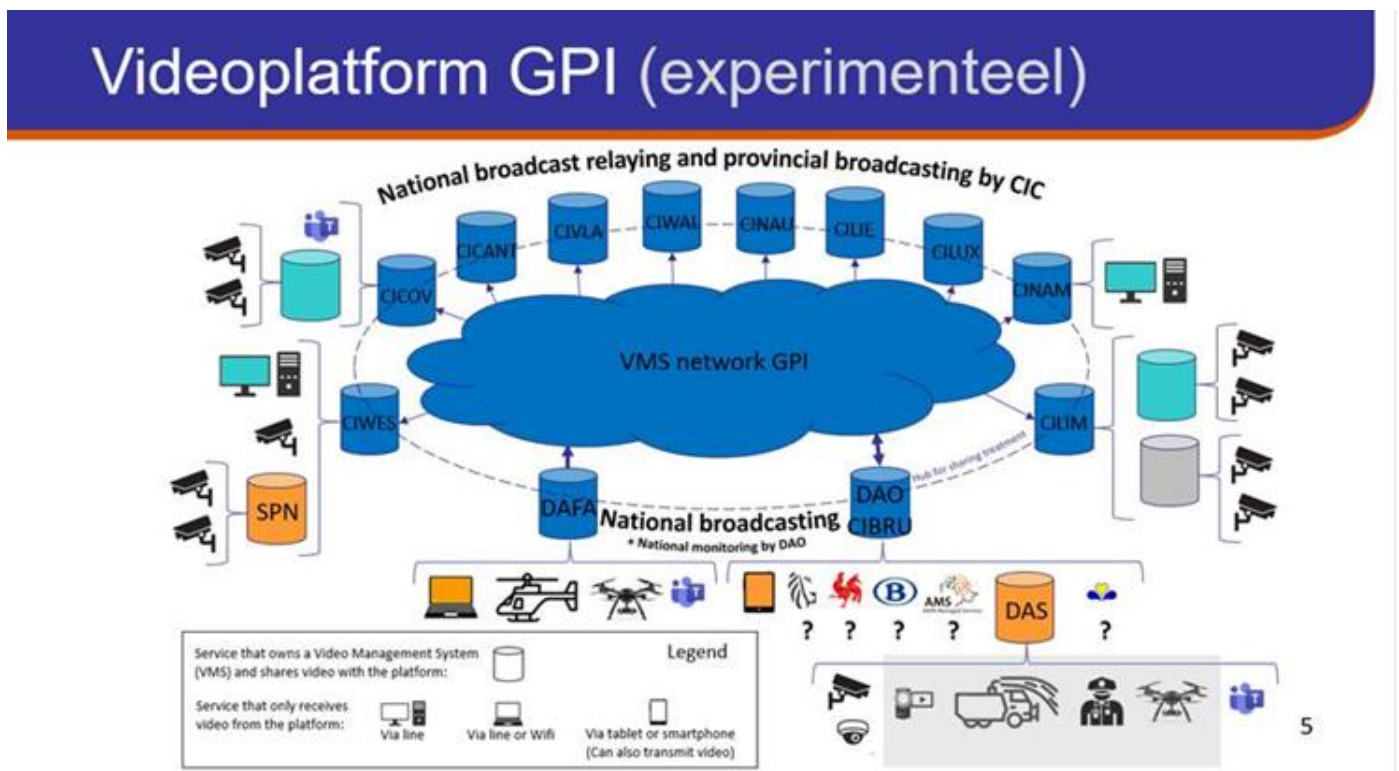 Videoplatform GPI (experimenteel)
National broadcast relaying and provincial broadcasting by CIC
CICOV
CICANT
CIVLA
CIWAL
CINAU
CILIE
CILUX
CINAM
VMS network GPI
CIWES
CILIM
SPN
DAFA
National broadcasting
+ National monitoring by DAO
DAO
CIBRU
Hub for sharing treatment
B
AMS
DAS
? ? ? ? ?
Legend
Service that owns a Video Management System
(VMS) and shares video with the platform:
Service that only receives
video from the platform:
Via line
Via line or Wifi
Via tablet or smartphone
(Can also transmit video)
5